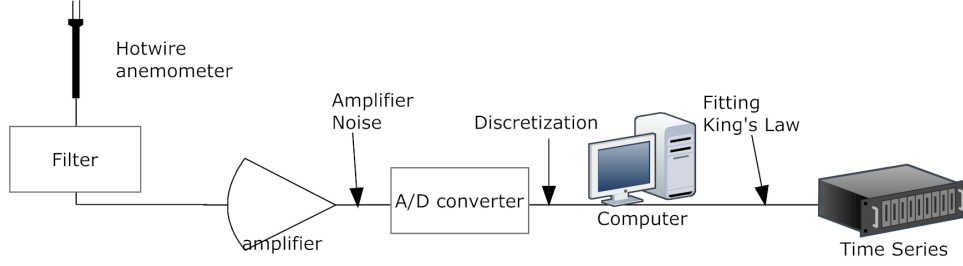 Hotwire
anemometer
Filter
amplifier
Amplifier
Noise
A/D converter
Discretization
Computer
Fitting
King's Law
Time Series